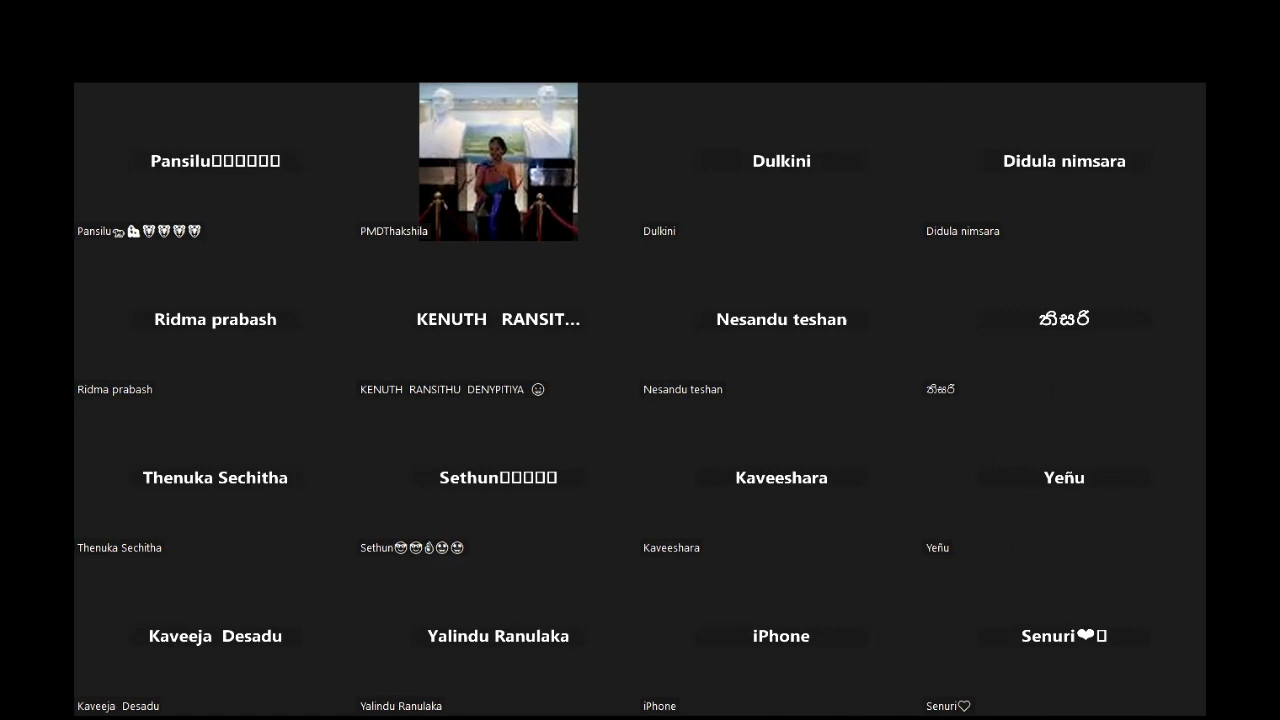 Pansilu▯▯▯▯▯▯
Dulkini
Didula nimsara
Pansilu🐅🐔🐯🐯🐯🐯
PMDThakshila
Dulkini
Didula nimsara
Ridma prabash
KENUTH RANSIT...
Nesandu teshan
තිසරි
Ridma prabash
KENUTH RANSITHU DENYPITIYA
Nesandu teshan
තිසරි
Thenuka Sechitha
Sethun▯▯▯▯▯
Kaveeshara
Yeñu
Thenuka Sechitha
Sethun
Kaveeshara
Yeñu
Kaveeja Desadu
Yalindu Ranulaka
iPhone
Senuri❤▯
Kaveeja Desadu
Yalindu Ranulaka
iPhone
Senuri♡